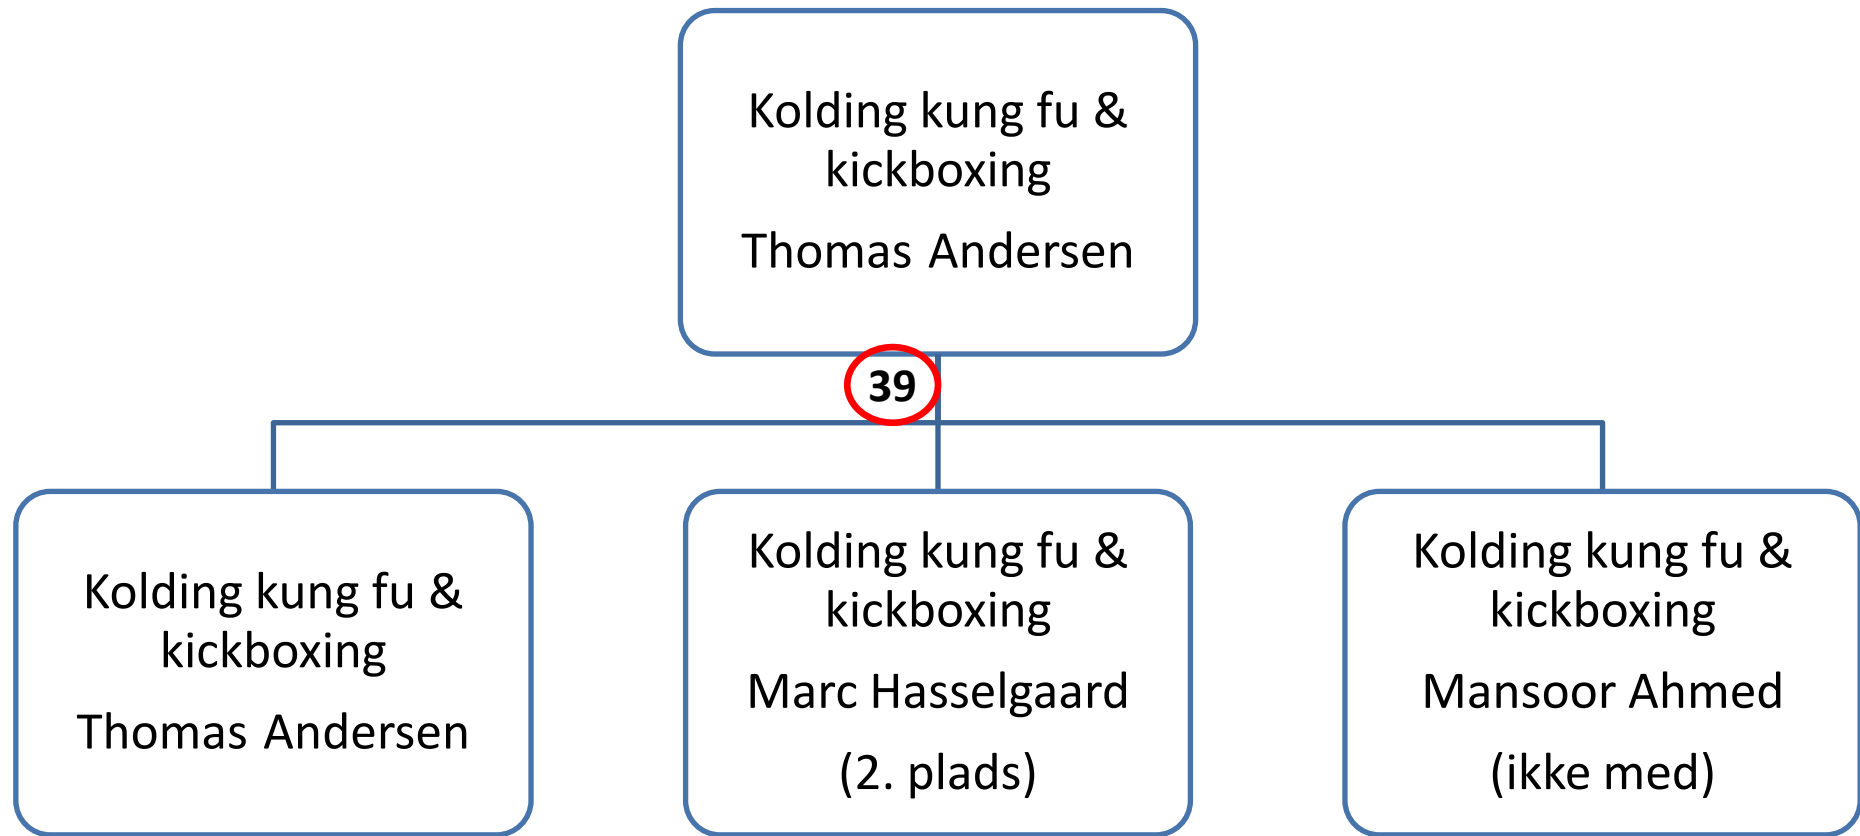 Kolding kung fu &
kickboxing
Thomas Andersen
39
Kolding kung fu &
kickboxing
Thomas Andersen
Kolding kung fu &
kickboxing
Marc Hasselgaard
(2. plads)
Kolding kung fu &
kickboxing
Mansoor Ahmed
(ikke med)